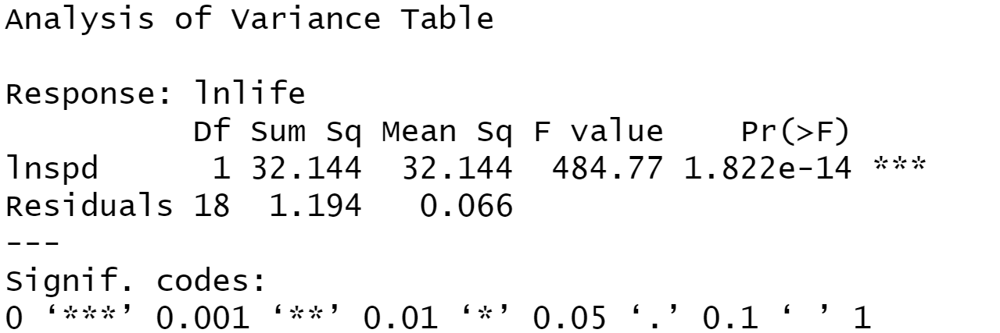 Analysis of Variance Table

Response: lnlife
          Df Sum Sq Mean Sq F value    Pr(>F)
lnspd      1 32.144  32.144  484.77 1.822e-14 ***
Residuals 18  1.194   0.066
---
Signif. codes:
0 ‘***’ 0.001 ‘**’ 0.01 ‘*’ 0.05 ‘.’ 0.1 ‘ ’ 1